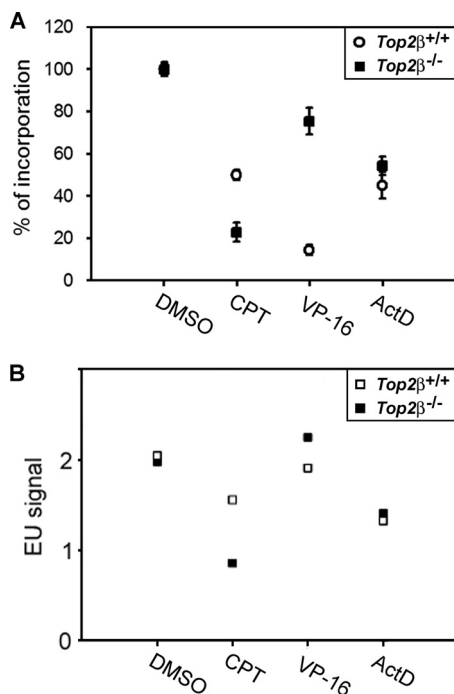 A
120
100
80
60
40
20
0
% of incorporation
Top2β+/+
Top2β-/-
DMSO
CPT
VP-16
ActD
B
2
1
0
EU signal
Top2β+/+
Top2β-/-
DMSO
CPT
VP-16
ActD